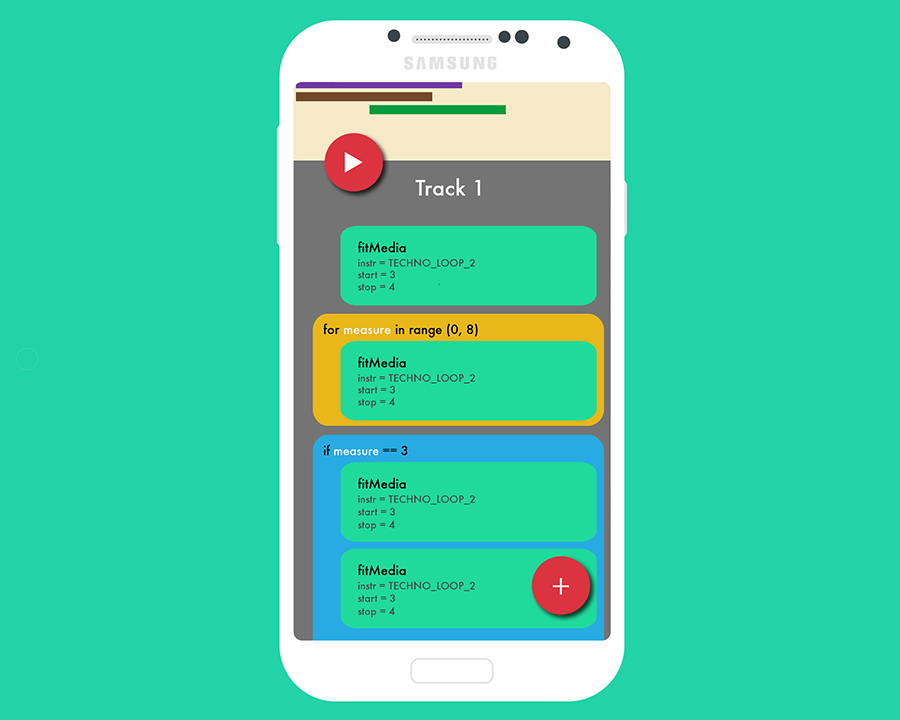 SAMSUNG
Track 1
fitMedia
instr = TECHNO_LOOP_2
start = 3
stop = 4
for measure in range (0, 8)
fitMedia
instr = TECHNO_LOOP_2
start = 3
stop = 4
if measure == 3
fitMedia
instr = TECHNO_LOOP_2
start = 3
stop = 4
fitMedia
instr = TECHNO_LOOP_2
start = 3
stop = 4